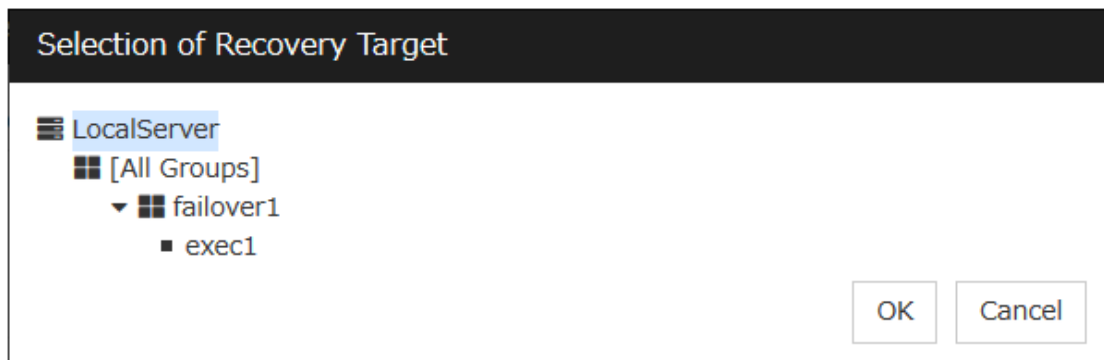 Selection of Recovery Target
LocalServer
[All Groups]
failover1
exec1
OK Cancel